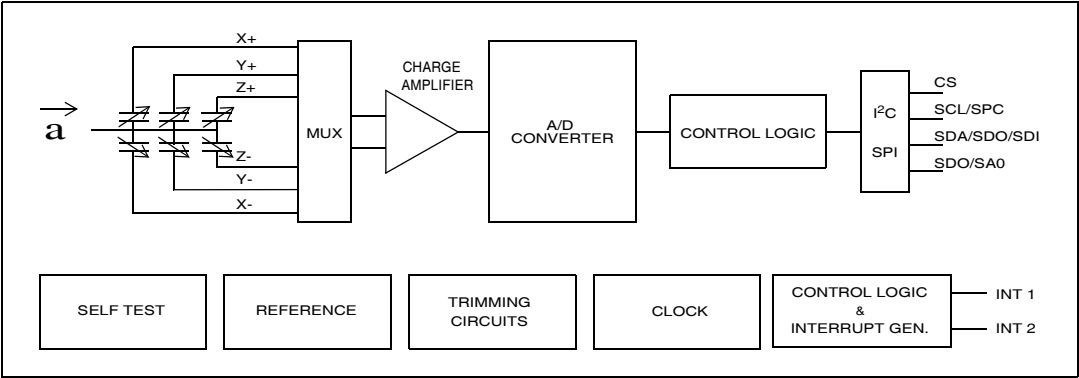 X+
Y+
Z+
a
Z-
Y-
X-
MUX
CHARGE
AMPLIFIER
A/D
CONVERTER
CONTROL LOGIC
I²C
SPI
CS
SCL/SPC
SDA/SDO/SDI
SDO/SA0
SELF TEST
REFERENCE
TRIMMING
CIRCUITS
CLOCK
CONTROL LOGIC
&
INTERRUPT GEN.
INT 1
INT 2